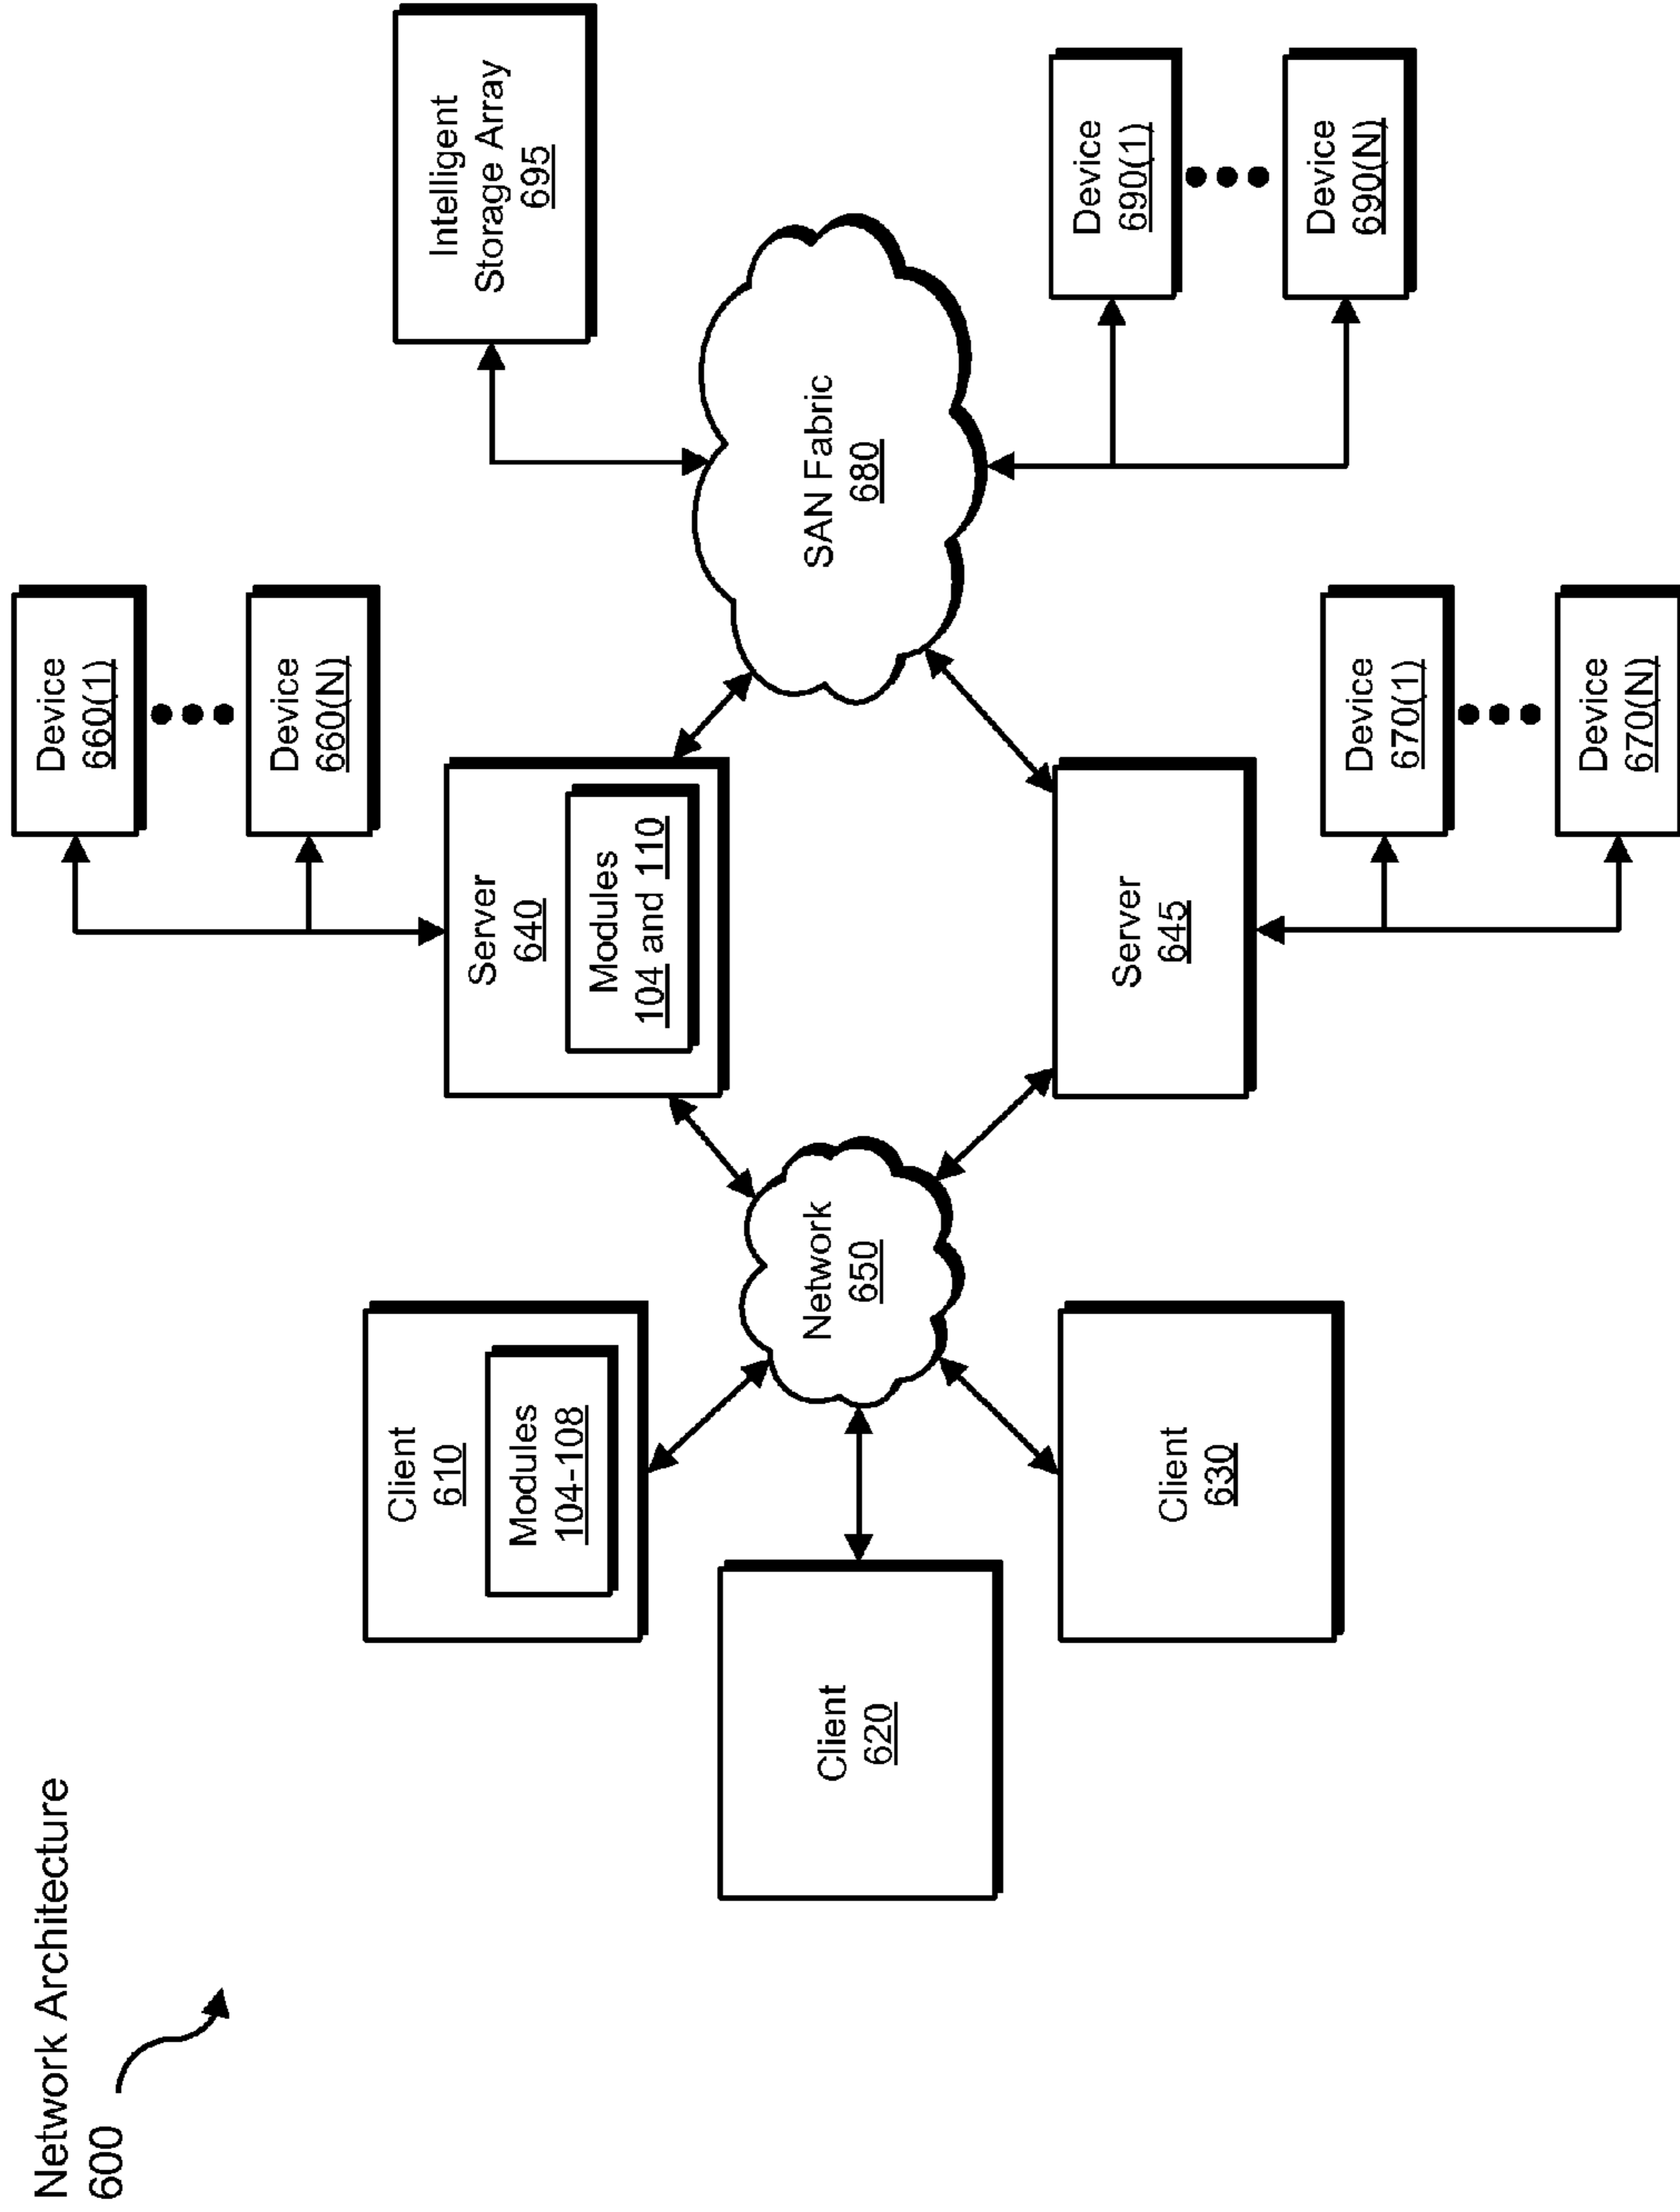 Network Architecture
600
Client
610
Modules
104-108
Client
620
Client
630
Network
650
Server
640
Modules
104 and 110
Server
645
Device
660(1)
Device
660(N)
Device
670(1)
Device
670(N)
SAN Fabric
680
Intelligent
Storage Array
695
Device
690(1)
Device
690(N)